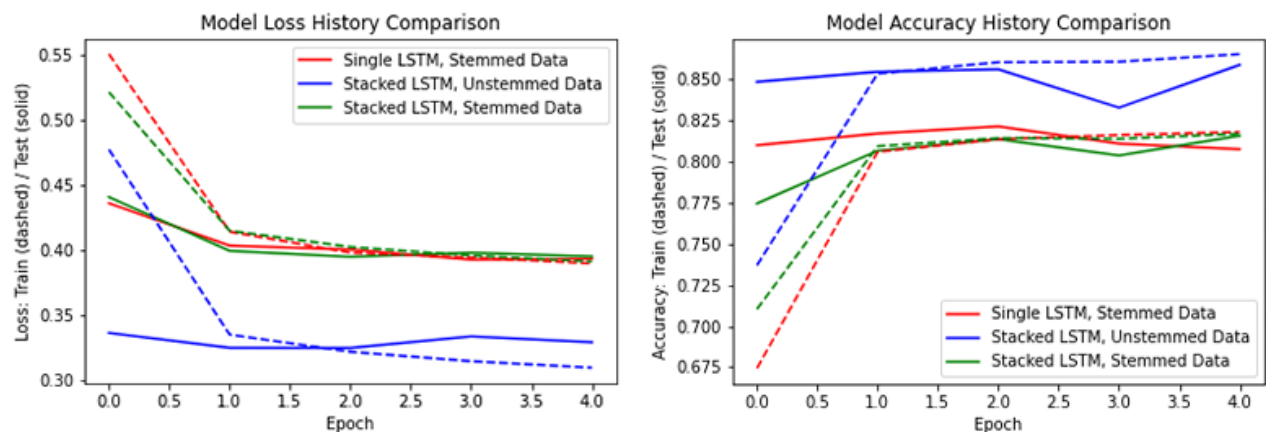 Model Loss History Comparison
Loss: Train (dashed) / Test (solid)
0.55
0.50
0.45
0.40
0.35
0.30
Single LSTM, Stemmed Data
Stacked LSTM, Unstemmed Data
Stacked LSTM, Stemmed Data
0.0 0.5 1.0 1.5 2.0 2.5 3.0 3.5 4.0
Epoch
Model Accuracy History Comparison
Accuracy: Train (dashed) / Test (solid)
0.850
0.825
0.800
0.775
0.750
0.725
0.700
0.675
Single LSTM, Stemmed Data
Stacked LSTM, Unstemmed Data
Stacked LSTM, Stemmed Data
0.0 0.5 1.0 1.5 2.0 2.5 3.0 3.5 4.0
Epoch